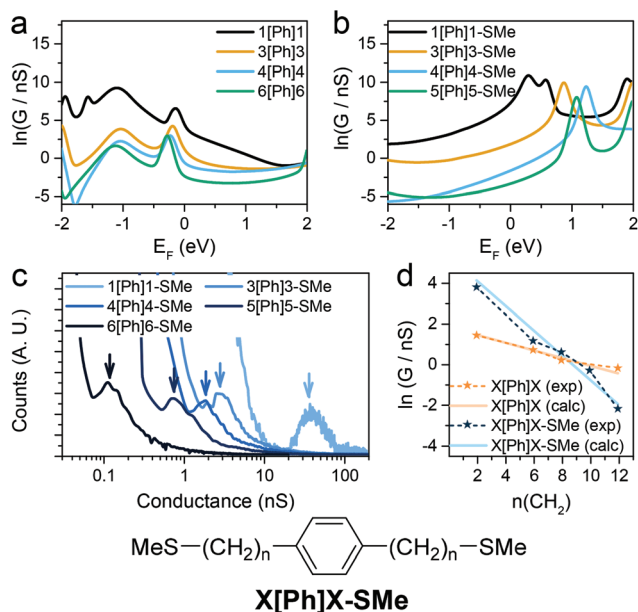 a
ln(G / nS)
15
10
5
0
-5
-2 -1 0 1 2
E_F (eV)
1[Ph]1
3[Ph]3
4[Ph]4
6[Ph]6
b
ln(G / nS)
15
10
5
0
-5
-2 -1 0 1 2
E_F (eV)
1[Ph]1-SMe
3[Ph]3-SMe
4[Ph]4-SMe
5[Ph]5-SMe
c
Counts (A. U.)
1[Ph]1-SMe 3[Ph]3-SMe
4[Ph]4-SMe 5[Ph]5-SMe
6[Ph]6-SMe
0.1 1 10 100
Conductance (nS)
d
ln (G / nS)
6
4
2
0
-2
-4
X[Ph]X (exp)
X[Ph]X (calc)
X[Ph]X-SMe (exp)
X[Ph]X-SMe (calc)
2 4 6 8 10 12
n(CH₂)
MeS—(CH₂)ₙ (CH₂)ₙ—SMe
X[Ph]X-SMe